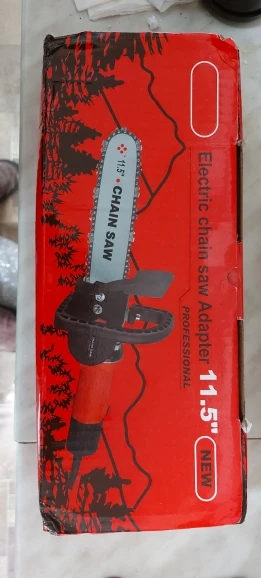 Electric chain saw Adapter 11.5"
PROFESSIONAL
NEW
11.5" CHAIN SAW